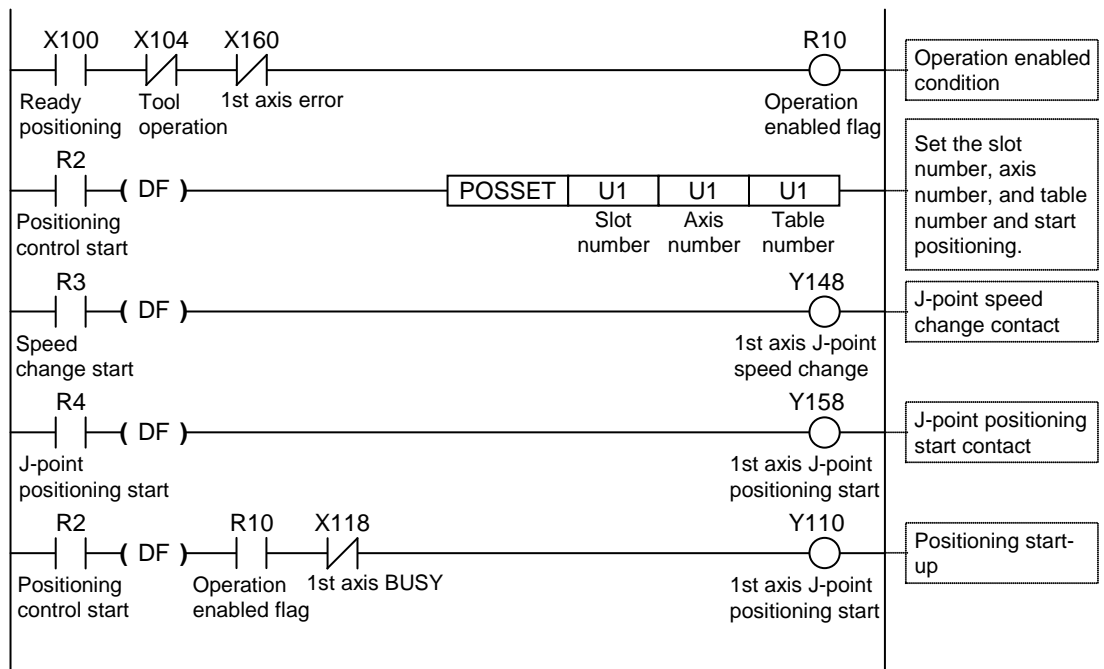 X100 X104 X160 R10
Ready positioning
Tool operation
1st axis error
Operation enabled flag
Operation enabled condition
R2
( DF )
POSSET U1 U1 U1
Positioning control start
Slot number
Axis number
Table number
Set the slot
number, axis
number, and table
number and start
positioning.
R3 Y148
( DF )
Speed
change start
1st axis J-point
speed change
J-point speed
change contact
R4 Y158
( DF )
J-point
positioning start
1st axis J-point
positioning start
J-point positioning
start contact
R2 R10 X118 Y110
( DF )
Positioning
control start
Operation
enabled flag
1st axis BUSY
1st axis J-point
positioning start
Positioning start-
up